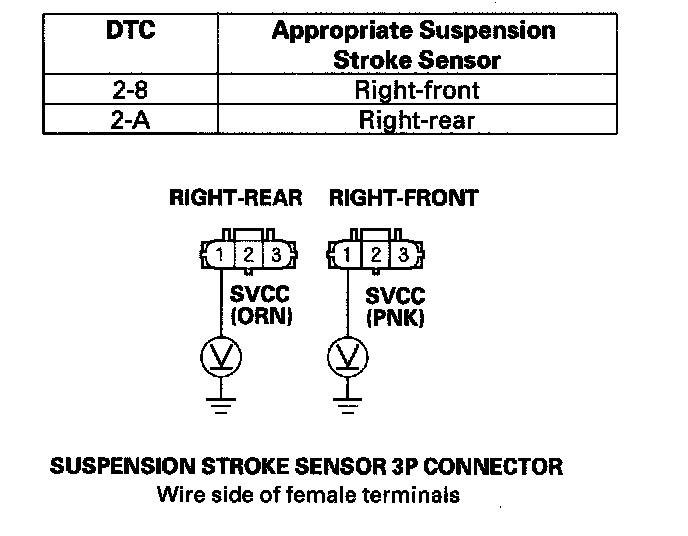 DTC Appropriate Suspension
Stroke Sensor
2-8 Right-front
2-A Right-rear
RIGHT-REAR RIGHT-FRONT
1 2 3 1 2 3
SVCC SVCC
(ORN) (PNK)
V V
SUSPENSION STROKE SENSOR 3P CONNECTOR
Wire side of female terminals